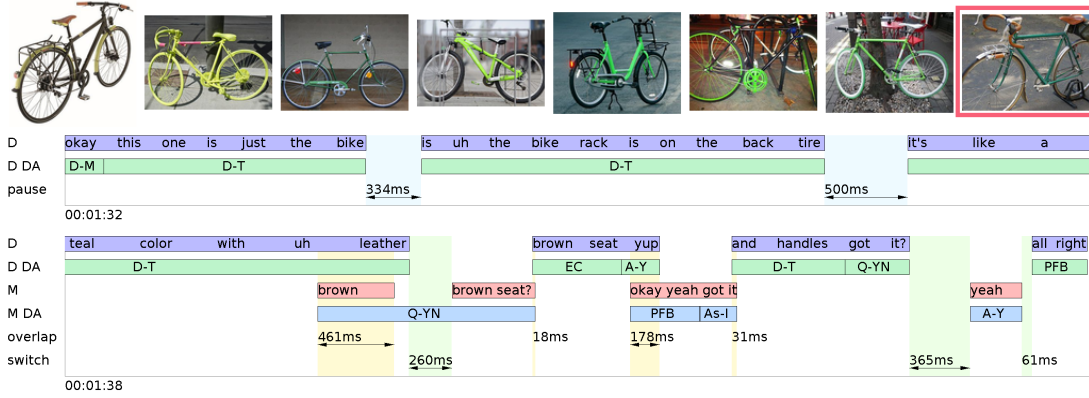 D okay this one is just the bike is uh the bike rack is on the back tire it's like a
D DA D-M D-T D-T
pause 334ms 500ms
00:01:32
D teal color with uh leather brown seat yup and handles got it? all right
D DA D-T EC A-Y D-T Q-YN PFB
M brown brown seat? okay yeah got it yeah
M DA Q-YN PFB As-I A-Y
overlap 461ms 18ms 178ms 31ms
switch 260ms 365ms 61ms
00:01:38